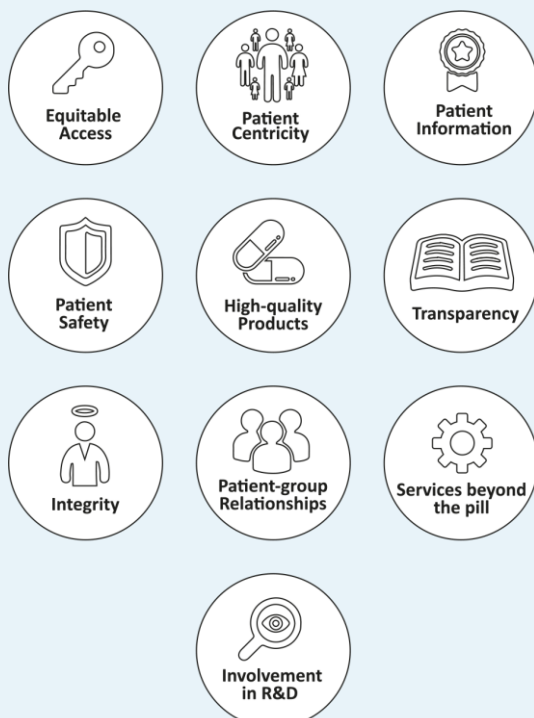 Equitable
Access
Patient
Centricity
Patient
Information
Patient
Safety
High-quality
Products
Transparency
Integrity
Patient-group
Relationships
Services beyond
the pill
Involvement
in R&D